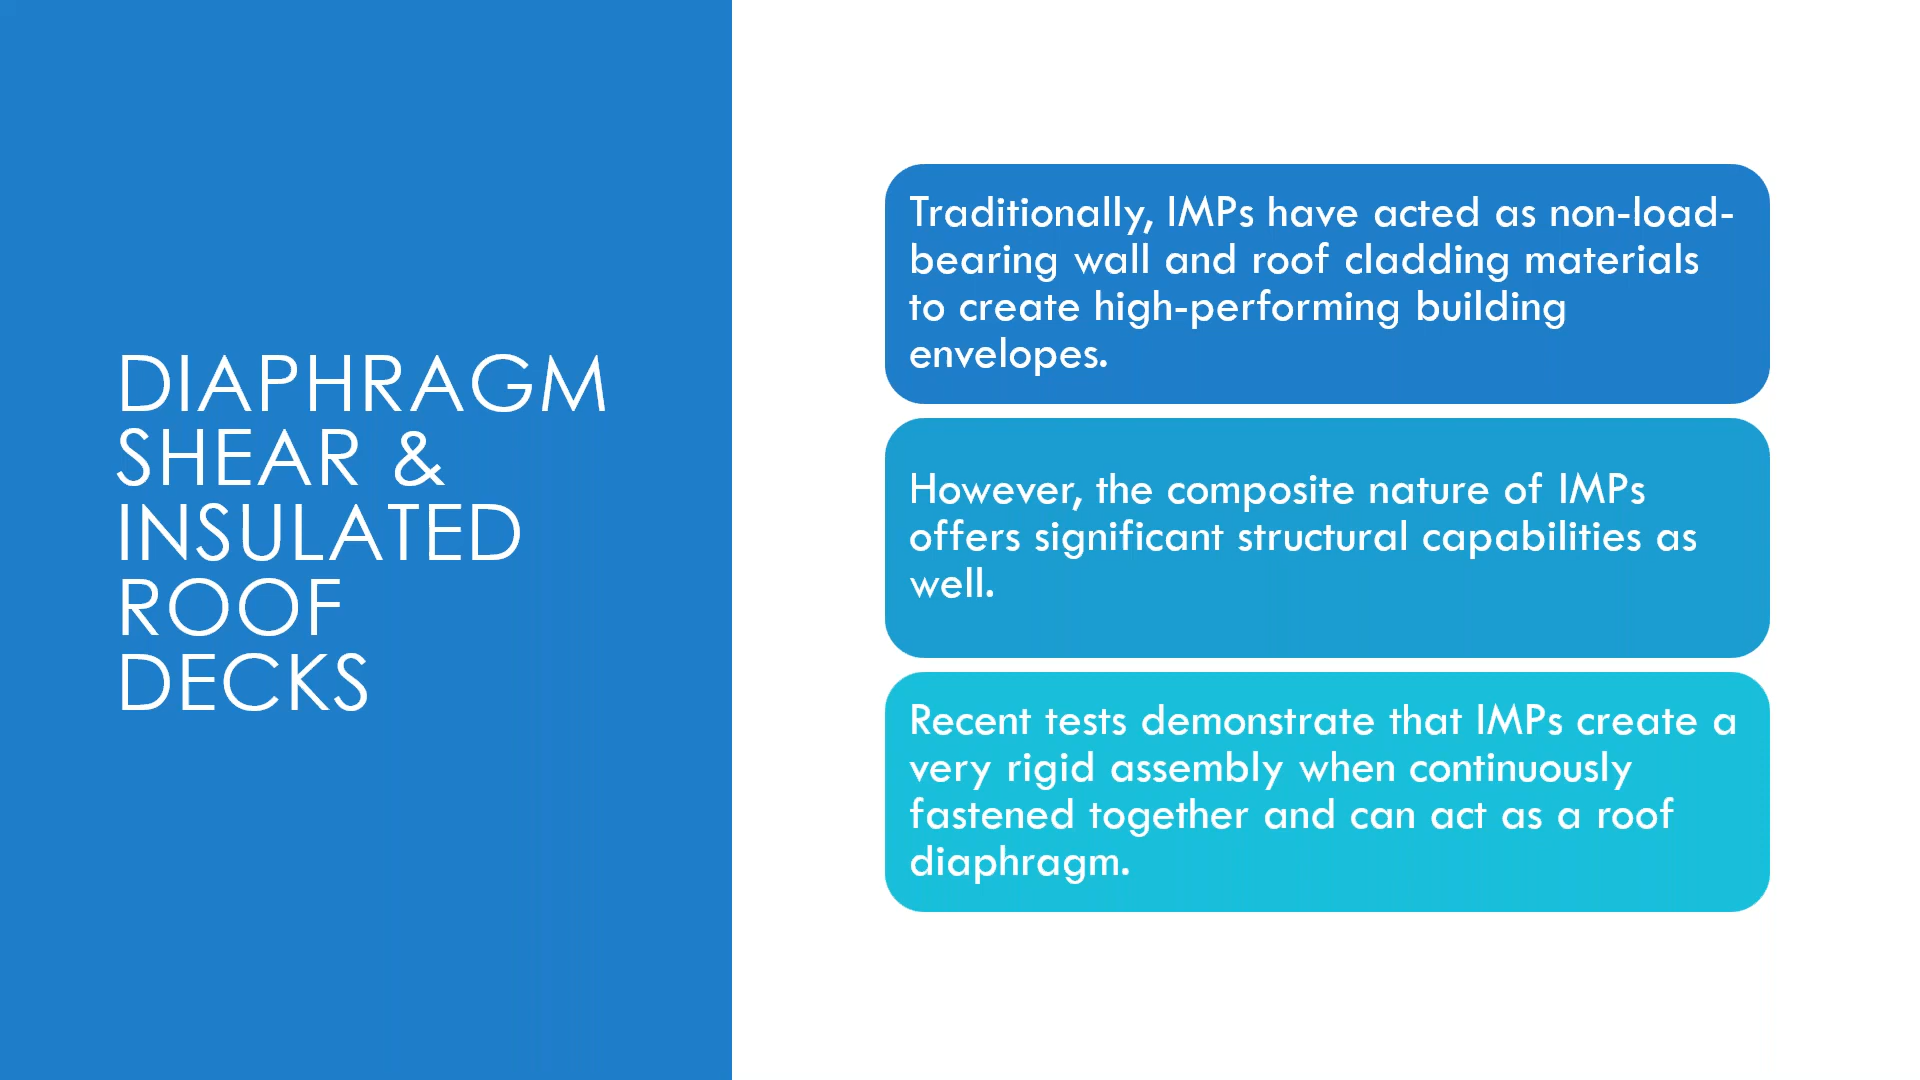 DIAPHRAGM
SHEAR &
INSULATED
ROOF
DECKS
Traditionally, IMPs have acted as non-load-
bearing wall and roof cladding materials
to create high-performing building
envelopes.
However, the composite nature of IMPs
offers significant structural capabilities as
well.
Recent tests demonstrate that IMPs create a
very rigid assembly when continuously
fastened together and can act as a roof
diaphragm.